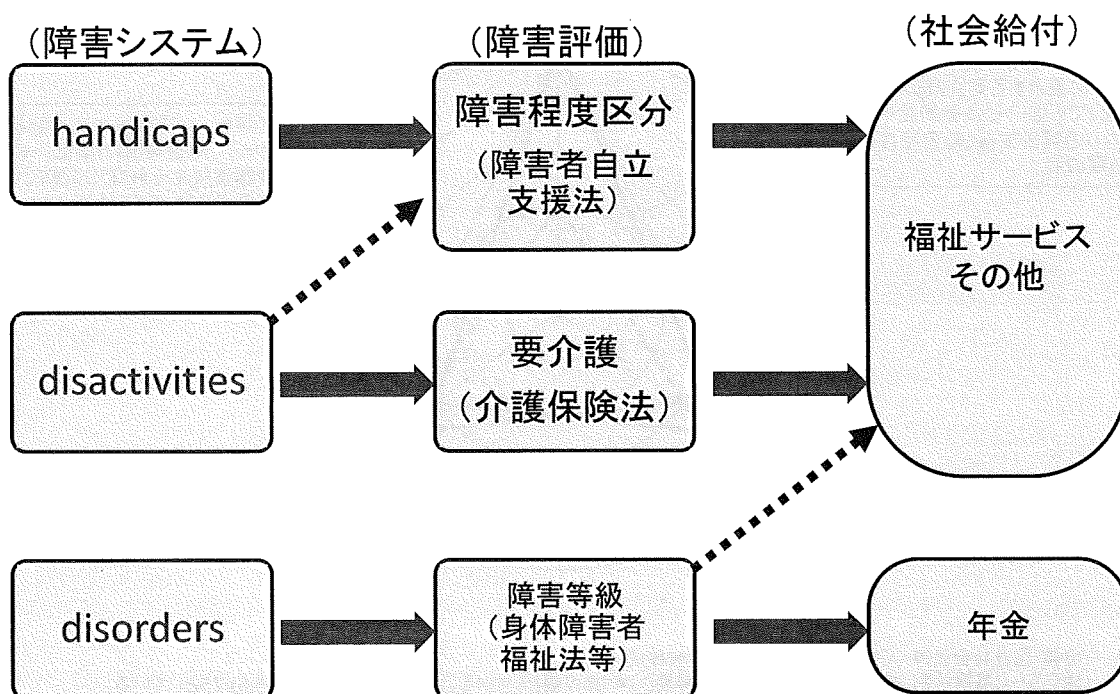 （障害システム）
（障害評価）
（社会給付）
handicaps
障害程度区分
（障害者自立
支援法）
福祉サービス
その他
disactivities
要介護
（介護保険法）
disorders
障害等級
（身体障害者
福祉法等）
年金